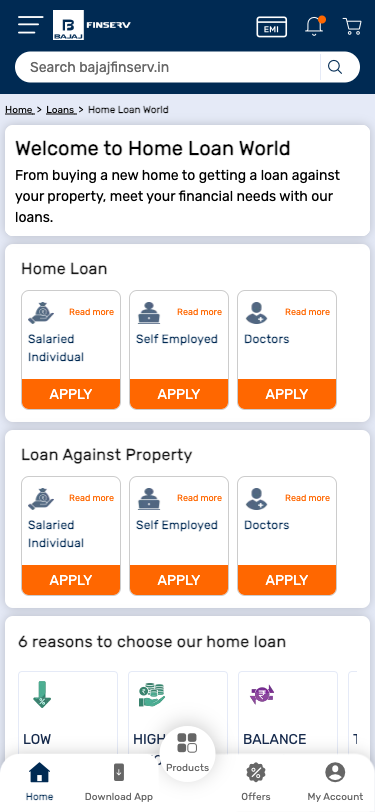 BAJAJ
FINSERV
EMI
Search bajajfinserv.in
Home > Loans > Home Loan World
Welcome to Home Loan World
From buying a new home to getting a loan against
your property, meet your financial needs with our
loans.
Home Loan
Read more
Salaried
Individual
APPLY
Read more
Self Employed
APPLY
Read more
Doctors
APPLY
Loan Against Property
Read more
Salaried
Individual
APPLY
Read more
Self Employed
APPLY
Read more
Doctors
APPLY
6 reasons to choose our home loan
LOW
HIGH
BALANCE
Home
Download App
Products
Offers
My Account